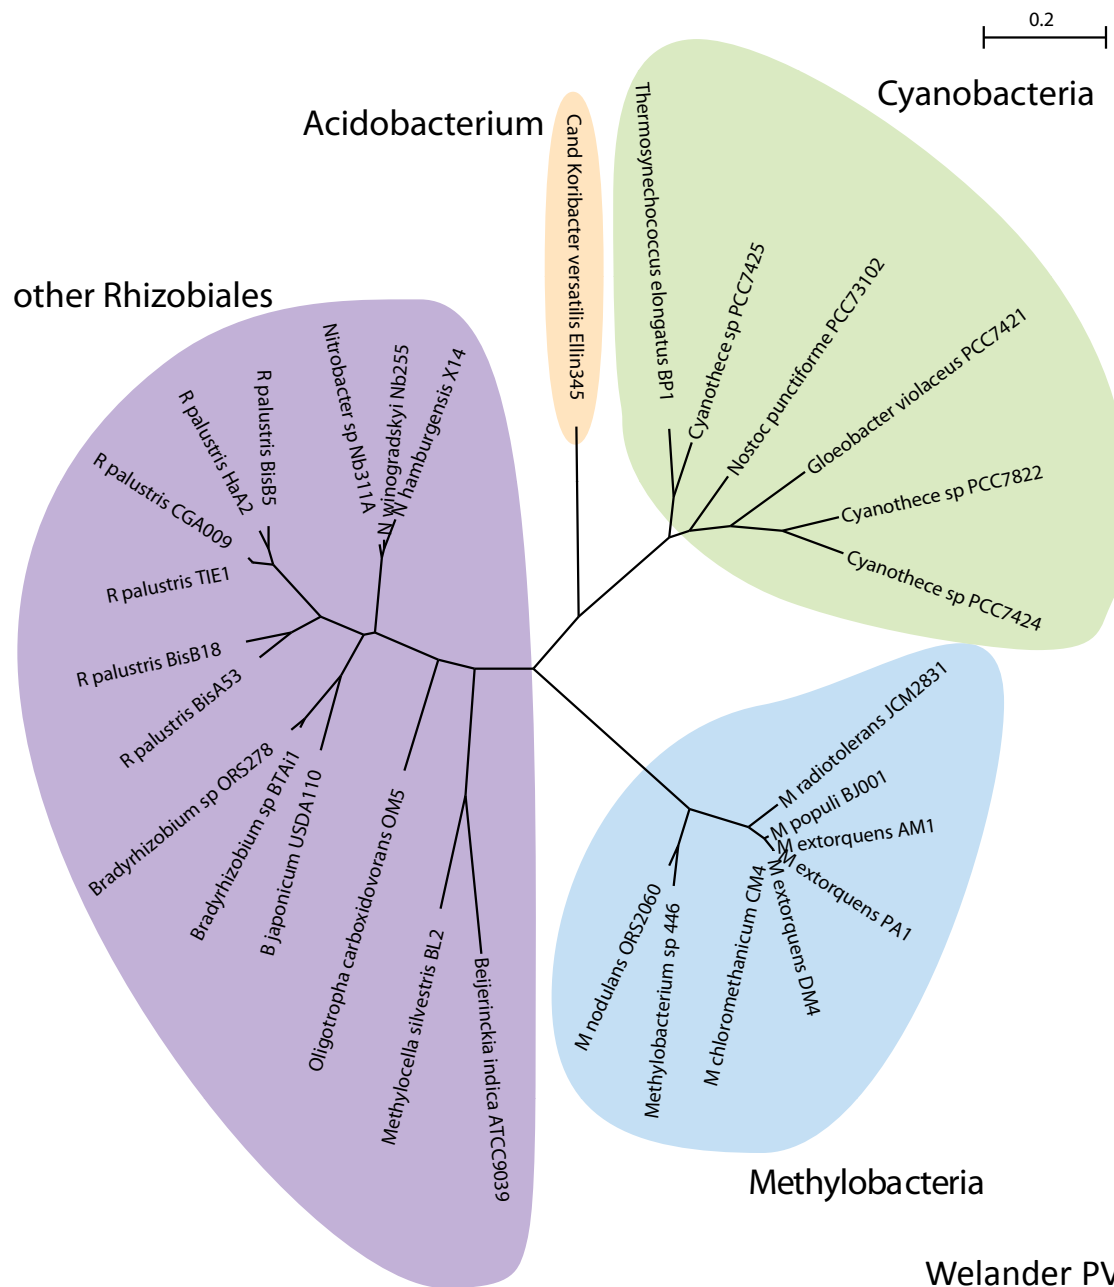 0.2
Cyanobacteria
Acidobacterium
Thermosynechococcus elongatus BP1
Cand Koribacter versatilis Ellin345
Cyanothece sp PCC7425
Nostoc punctiforme PCC73102
Gloeobacter violaceus PCC7421
Cyanothece sp PCC7822
Cyanothece sp PCC7424
other Rhizobiales
Nitrobacter sp Nb311A
N winogradskyi Nb255
N hamburgensis X14
R palustris BisB5
R palustris HaA2
R palustris CGA009
R palustris TIE1
R palustris BisB18
R palustris BisA53
Bradyrhizobium sp ORS278
Bradyrhizobium sp BTAi1
B japonicum USDA110
Oligotropha carboxidovorans OM5
Methylocella silvestris BL2
Beijerinckia indica ATCC9039
M radiotolerans JCM2831
M populi BJ001
M extorquens AM1
M extorquens PA1
M extorquens DM4
M chloromethanicum CM4
Methylobacterium sp 446
M nodulans ORS2060
Methylobacteria
Welander PV